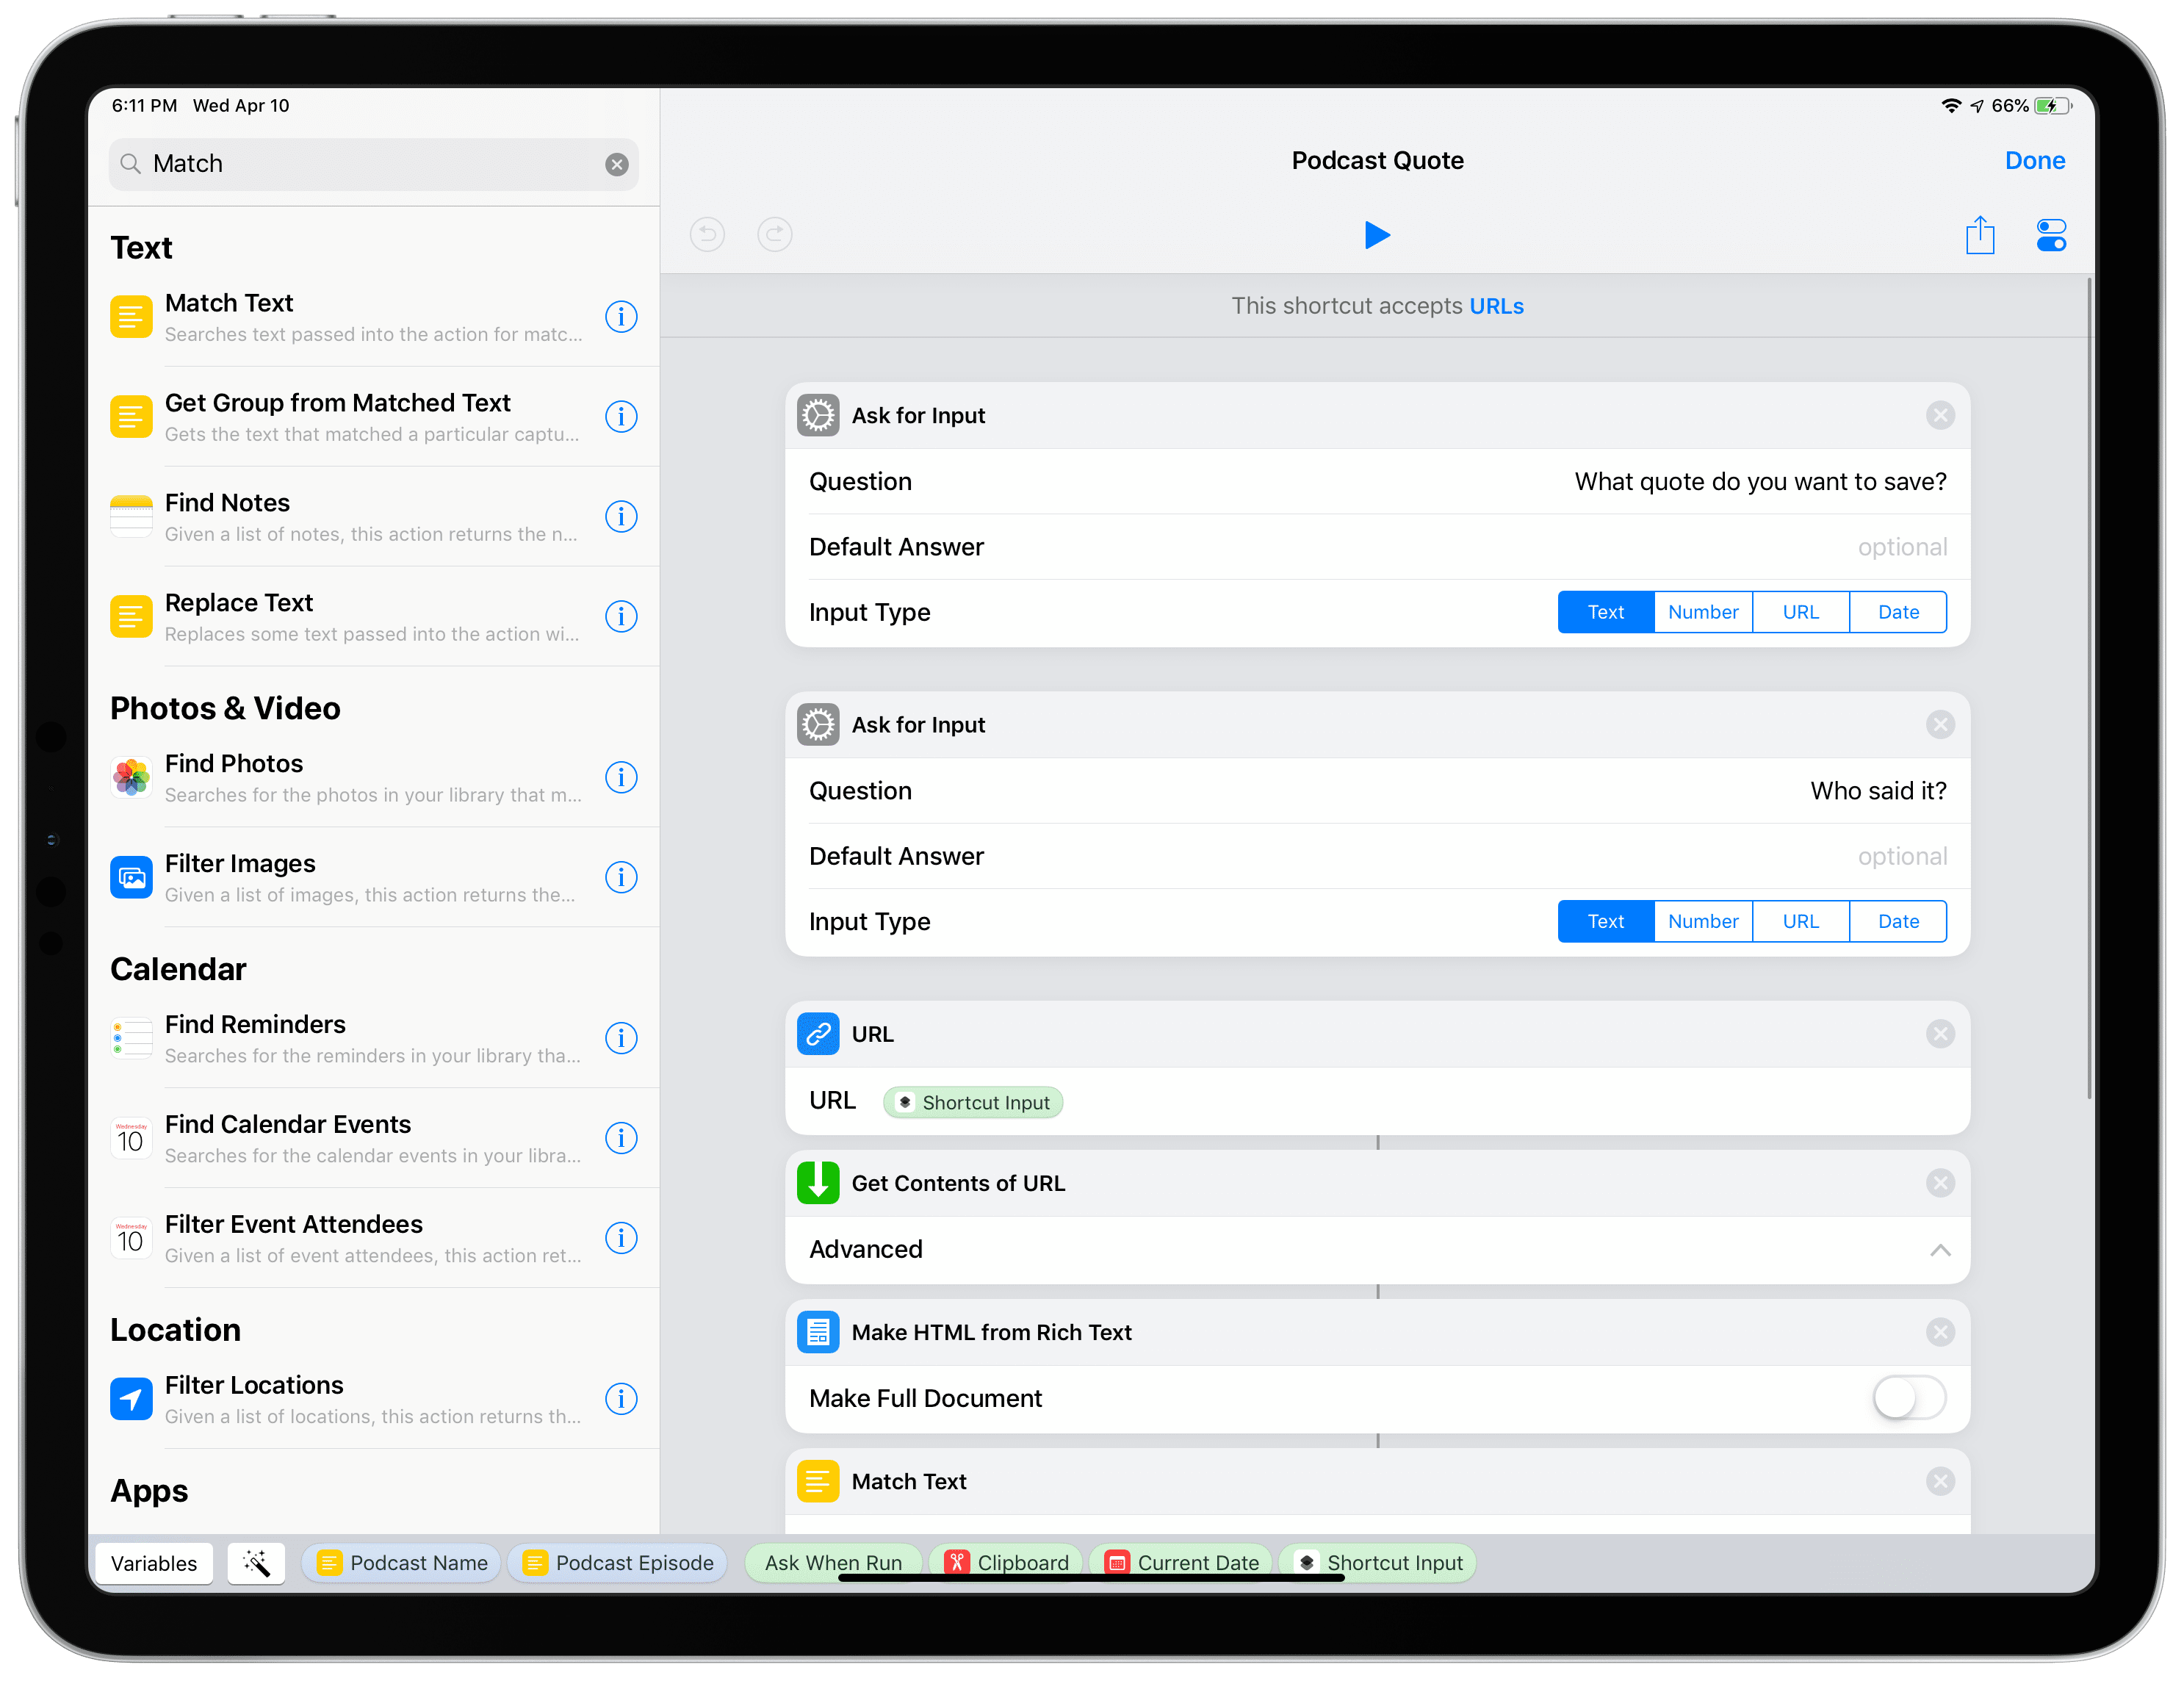 6:11 PM Wed Apr 10
66%
Match
Text
Match Text
Searches text passed into the action for matc...
Get Group from Matched Text
Gets the text that matched a particular captu...
Find Notes
Given a list of notes, this action returns the n...
Replace Text
Replaces some text passed into the action wi...
Photos & Video
Find Photos
Searches for the photos in your library that m...
Filter Images
Given a list of images, this action returns the...
Calendar
Find Reminders
Searches for the reminders in your library tha...
Wednesday
10
Find Calendar Events
Searches for the calendar events in your libra...
Wednesday
10
Filter Event Attendees
Given a list of event attendees, this action ret...
Location
Filter Locations
Given a list of locations, this action returns th...
Apps
Podcast Quote
Done
This shortcut accepts URLs
Ask for Input
Question What quote do you want to save?
Default Answer optional
Input Type Text Number URL Date
Ask for Input
Question Who said it?
Default Answer optional
Input Type Text Number URL Date
URL
URL Shortcut Input
Get Contents of URL
Advanced
Make HTML from Rich Text
Make Full Document
Match Text
Variables Podcast Name Podcast Episode Ask When Run Clipboard Current Date Shortcut Input